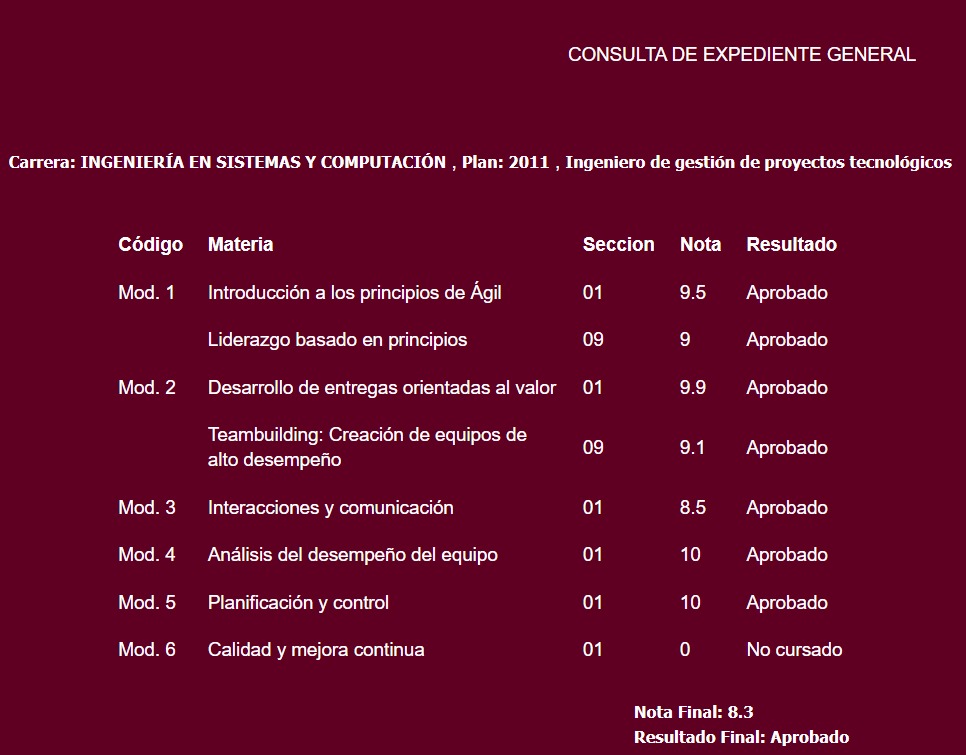 CONSULTA DE EXPEDIENTE GENERAL
Carrera: INGENIERÍA EN SISTEMAS Y COMPUTACIÓN , Plan: 2011 , Ingeniero de gestión de proyectos tecnológicos
Código Materia Seccion Nota Resultado
Mod. 1 Introducción a los principios de Ágil 01 9.5 Aprobado
Liderazgo basado en principios 09 9 Aprobado
Mod. 2 Desarrollo de entregas orientadas al valor 01 9.9 Aprobado
Teambuilding: Creación de equipos de
alto desempeño 09 9.1 Aprobado
Mod. 3 Interacciones y comunicación 01 8.5 Aprobado
Mod. 4 Análisis del desempeño del equipo 01 10 Aprobado
Mod. 5 Planificación y control 01 10 Aprobado
Mod. 6 Calidad y mejora continua 01 0 No cursado
Nota Final: 8.3
Resultado Final: Aprobado